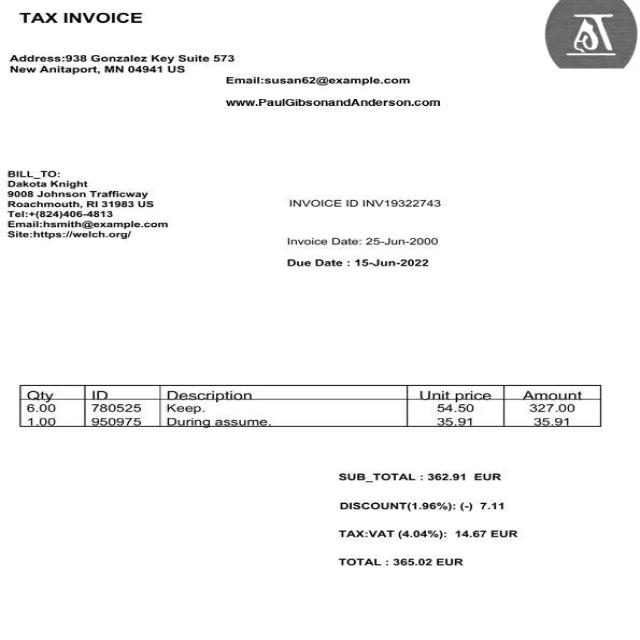 TAX INVOICE
Address:938 Gonzalez Key Suite 573
New Anitaport, MN 04941 US
Email:susan62@example.com
www.PaulGibsonandAnderson.com
BILL_TO:
Dakota Knight
9008 Johnson Trafficway
Roachmouth, RI 31983 US
Tel:+(824)406-4813
Email:hsmith@example.com
Site:https://welch.org/
INVOICE ID INV19322743
Invoice Date: 25-Jun-2000
Due Date : 15-Jun-2022
Qty ID Description Unit price Amount
6.00 780525 Keep. 54.50 327.00
1.00 950975 During assume. 35.91 35.91
SUB_TOTAL : 362.91 EUR
DISCOUNT(1.96%): (-) 7.11
TAX:VAT (4.04%): 14.67 EUR
TOTAL : 365.02 EUR